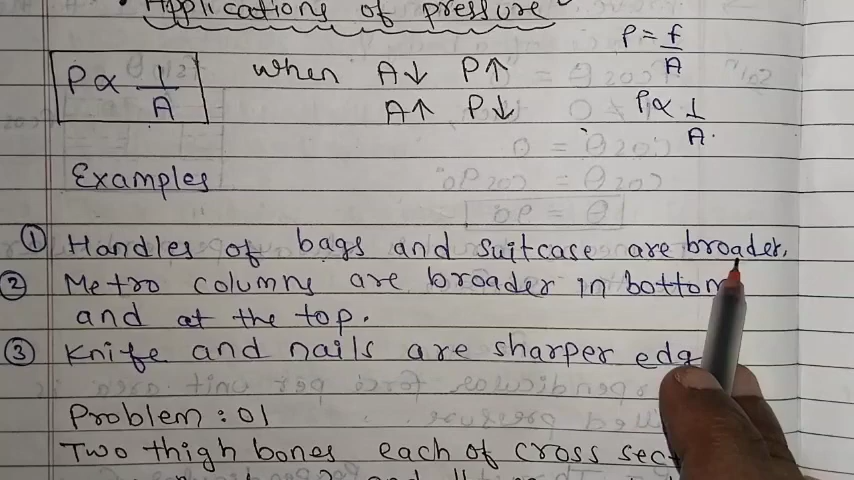 Applications of pressure
P = f/A
P ∝ 1/A when A↓ P↑
A↑ P↓ P ∝ 1/A.
Examples
① Handles of bags and suitcase are broader.
② Metro columns are broader in bottom
and at the top.
③ Knife and nails are sharper edg
Problem : 01
Two thigh bones each of cross sect